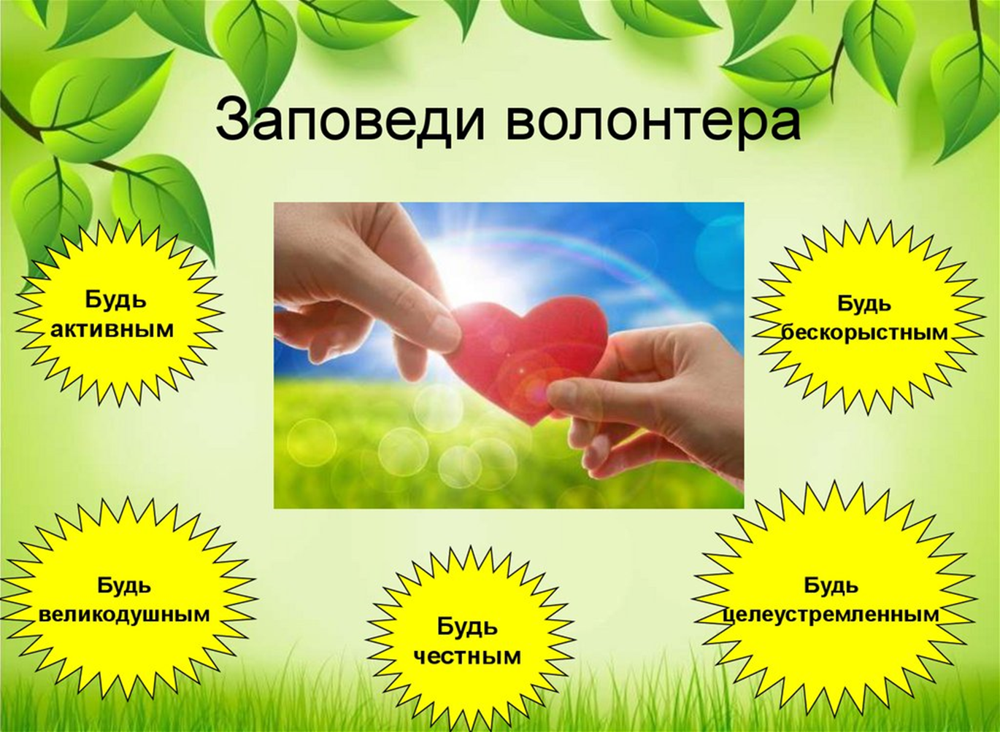 Заповеди волонтера
Будь
активным
Будь
бескорыстным
Будь
великодушным
Будь
честным
Будь
целеустремленным